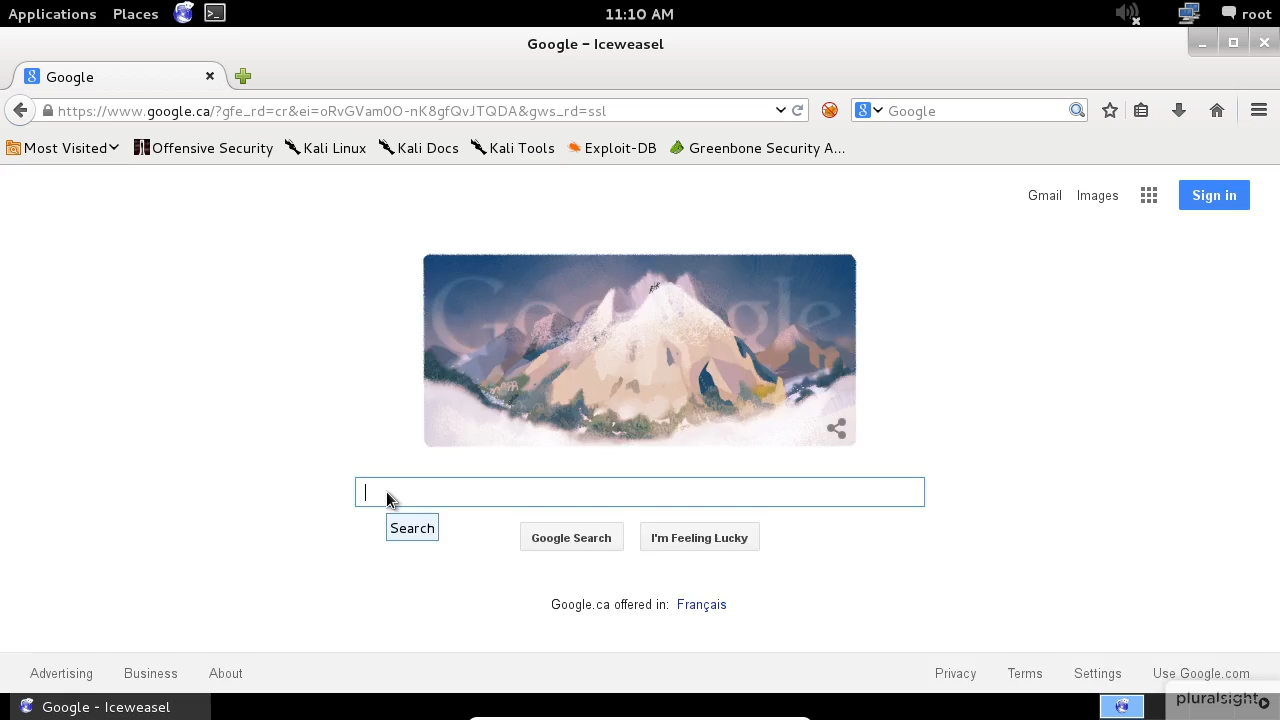 Applications Places 11:10 AM root
Google – Iceweasel
Google
https://www.google.ca/?gfe_rd=cr&ei=oRvGVam0O-nK8gfQvJTQDA&gws_rd=ssl Google
Most Visited Offensive Security Kali Linux Kali Docs Kali Tools Exploit-DB Greenbone Security A...
Gmail Images Sign in
Google
Search
Google Search I'm Feeling Lucky
Google.ca offered in: Français
Advertising Business About Privacy Terms Settings Use Google.com
Google - Iceweasel pluralsight